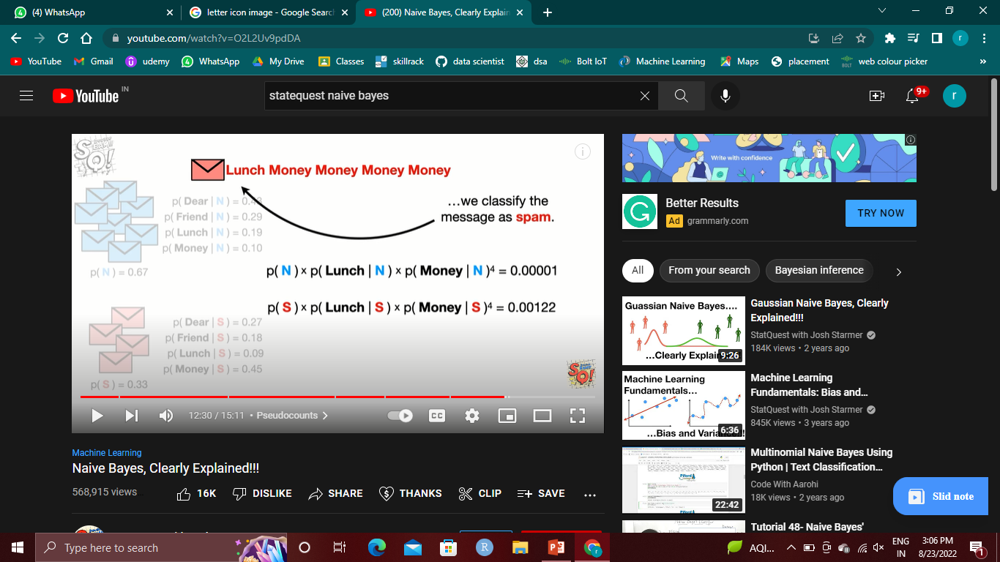 (4) WhatsApp
letter icon image - Google Search
(200) Naive Bayes, Clearly Explain
youtube.com/watch?v=O2L2Uv9pdDA
r
YouTube
Gmail
udemy
WhatsApp
My Drive
Classes
skillrack
data scientist
dsa
Bolt IoT
Machine Learning
Maps
placement
BOLT
web colour picker
»
YouTube IN
statequest naive bayes
9+
r
SQ!
Lunch Money Money Money Money
p( Dear | N ) = 0.43
p( Friend | N ) = 0.29
p( Lunch | N ) = 0.19
p( Money | N ) = 0.10
p( N ) = 0.67
…we classify the
message as spam.
p( N ) × p( Lunch | N ) × p( Money | N )⁴ = 0.00001
p( S ) × p( Lunch | S ) × p( Money | S )⁴ = 0.00122
p( Dear | S ) = 0.27
p( Friend | S ) = 0.18
p( Lunch | S ) = 0.09
p( Money | S ) = 0.45
p( S ) = 0.33
SQ!
12:30 / 15:11 • Pseudocounts
CC
Machine Learning
Naive Bayes, Clearly Explained!!!
568,915 views
16K
DISLIKE
SHARE
THANKS
CLIP
SAVE
Write with confidence
Better Results
Ad grammarly.com
TRY NOW
All
From your search
Bayesian inference
Guassian Naive Bayes….
…Clearly Explain
9:26
Gaussian Naive Bayes, Clearly
Explained!!!
StatQuest with Josh Starmer
184K views • 2 years ago
Machine Learning
Fundamentals…
…Bias and Variance!!!
6:36
Machine Learning
Fundamentals: Bias and...
StatQuest with Josh Starmer
845K views • 3 years ago
Piford
22:42
Multinomial Naive Bayes Using
Python | Text Classification...
Code With Aarohi
18K views • 2 years ago
Tutorial 48- Naive Bayes'
Slid note
Type here to search
R
AQI...
ENG
IN
3:06 PM
8/23/2022
1